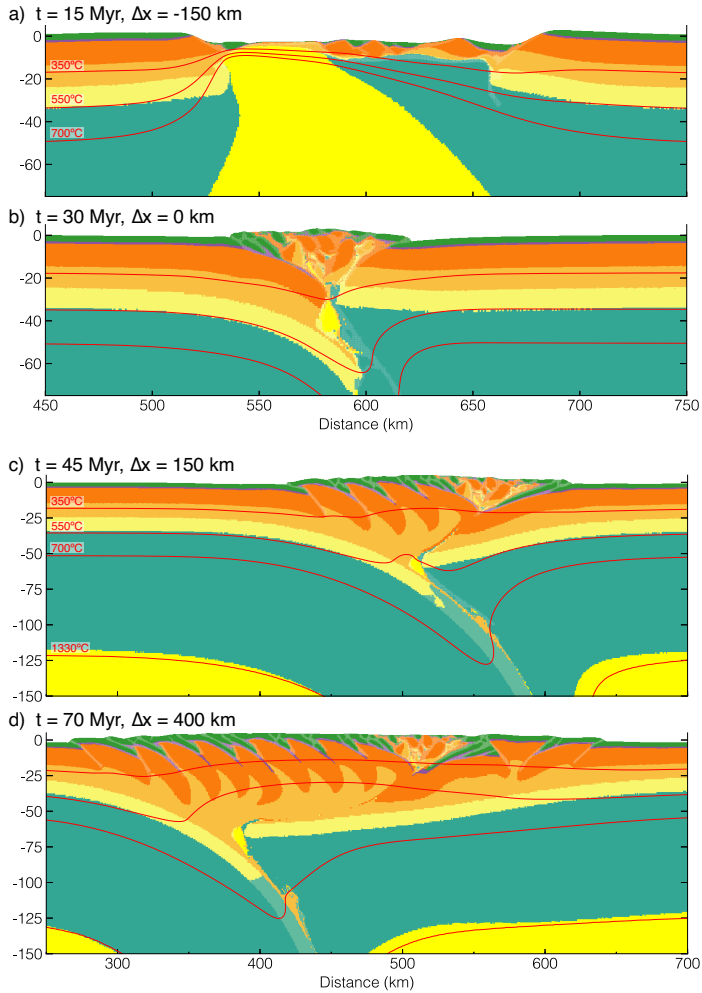 a) t = 15 Myr, Δx = -150 km
0
-20
-40
-60
350ºC
550ºC
700ºC
b) t = 30 Myr, Δx = 0 km
0
-20
-40
-60
450 500 550 600 650 700 750
Distance (km)
c) t = 45 Myr, Δx = 150 km
0
-25
-50
-75
-100
-125
-150
350ºC
550ºC
700ºC
1330ºC
d) t = 70 Myr, Δx = 400 km
0
-25
-50
-75
-100
-125
-150
300 400 500 600 700
Distance (km)